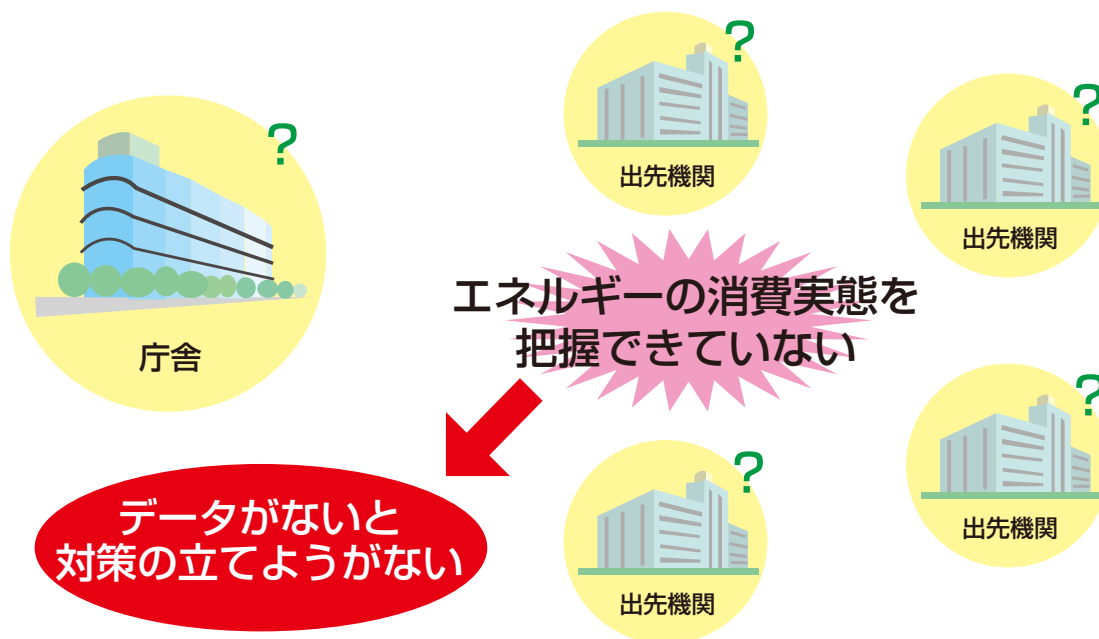 ?
出先機関
?
出先機関
?
庁舎
エネルギーの消費実態を
把握できていない
?
出先機関
?
出先機関
データがないと
対策の立てようがない